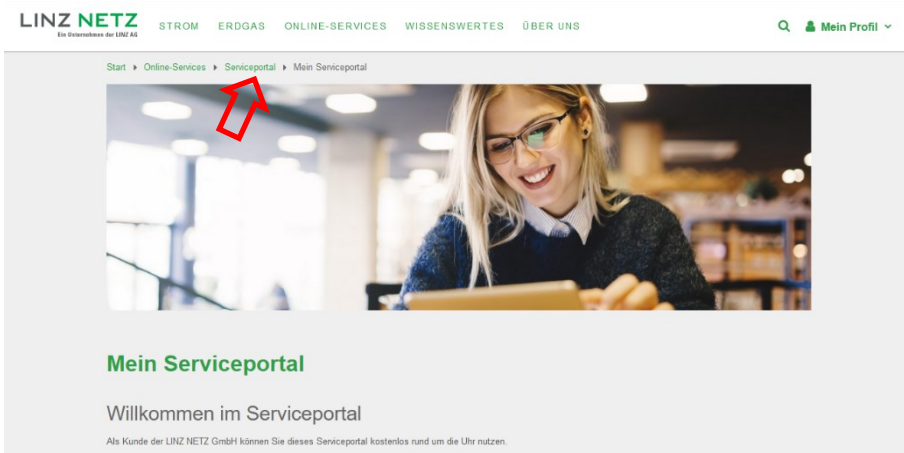 LINZ NETZ
Ein Unternehmen der LINZ AG
STROM ERDGAS ONLINE-SERVICES WISSENSWERTES ÜBER UNS
Mein Profil
Start Online-Services Serviceportal Mein Serviceportal
Mein Serviceportal
Willkommen im Serviceportal
Als Kunde der LINZ NETZ GmbH können Sie dieses Serviceportal kostenlos rund um die Uhr nutzen.